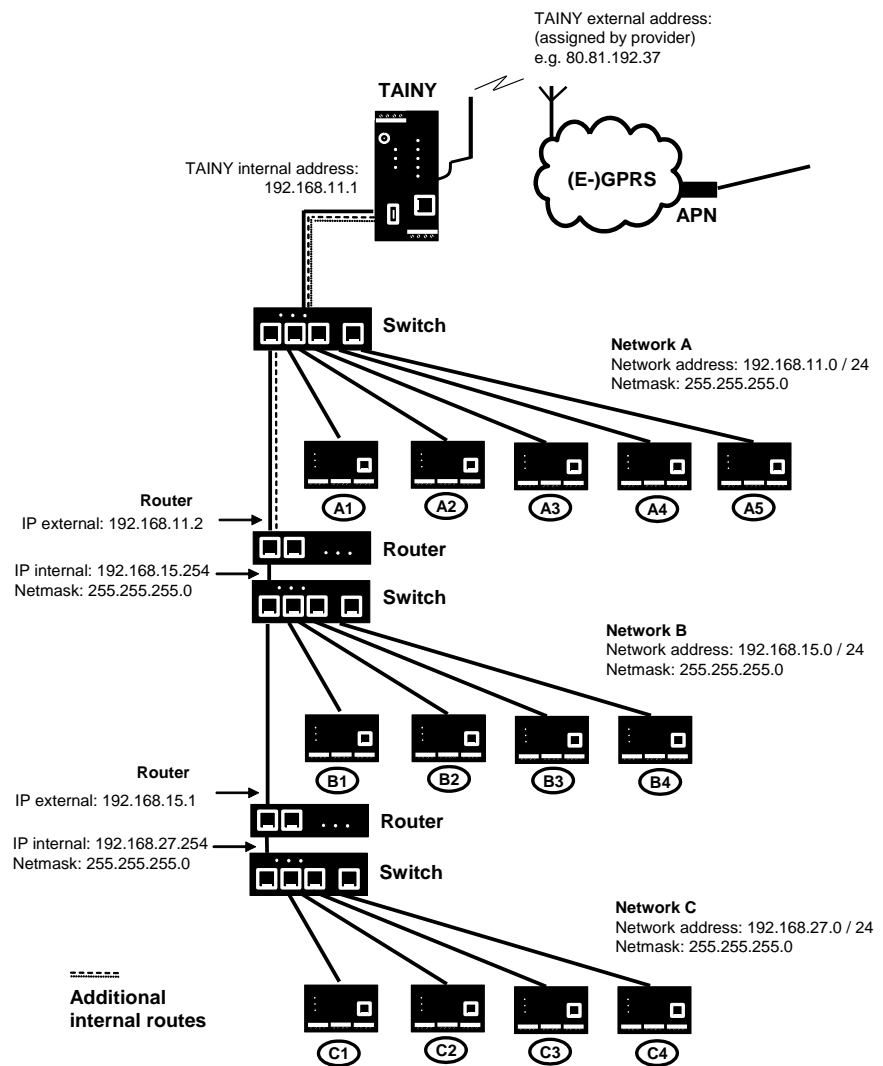 TAINY external address:
(assigned by provider)
e.g. 80.81.192.37
TAINY
TAINY internal address:
192.168.11.1
(E-)GPRS
APN
Switch
Network A
Network address: 192.168.11.0 / 24
Netmask: 255.255.255.0
A1
A2
A3
A4
A5
Router
IP external: 192.168.11.2
Router
IP internal: 192.168.15.254
Netmask: 255.255.255.0
Switch
Network B
Network address: 192.168.15.0 / 24
Netmask: 255.255.255.0
B1
B2
B3
B4
Router
IP external: 192.168.15.1
Router
IP internal: 192.168.27.254
Netmask: 255.255.255.0
Switch
Network C
Network address: 192.168.27.0 / 24
Netmask: 255.255.255.0
Additional
internal routes
C1
C2
C3
C4